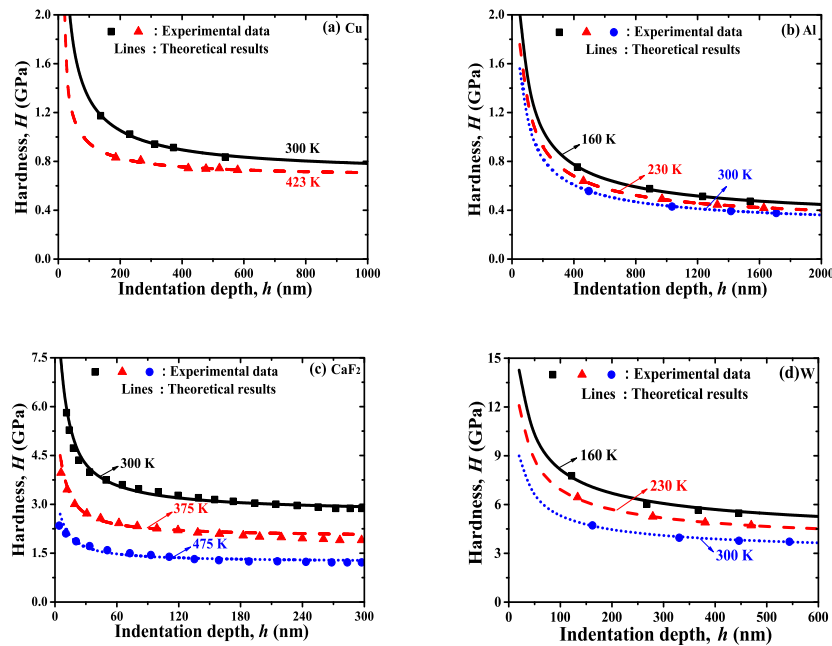 (a) Cu
: Experimental data
Lines : Theoretical results
300 K
423 K
Hardness, H (GPa)
2.0
1.6
1.2
0.8
0.4
0.0
0 200 400 600 800 1000
Indentation depth, h (nm)
(b) Al
: Experimental data
Lines : Theoretical results
160 K
230 K
300 K
Hardness, H (GPa)
2.0
1.6
1.2
0.8
0.4
0.0
0 400 800 1200 1600 2000
Indentation depth, h (nm)
(c) CaF2
: Experimental data
Lines : Theoretical results
300 K
375 K
475 K
Hardness, H (GPa)
7.5
6.0
4.5
3.0
1.5
0.0
0 60 120 180 240 300
Indentation depth, h (nm)
(d) W
: Experimental data
Lines : Theoretical results
160 K
230 K
300 K
Hardness, H (GPa)
15
12
9
6
3
0
0 100 200 300 400 500 600
Indentation depth, h (nm)